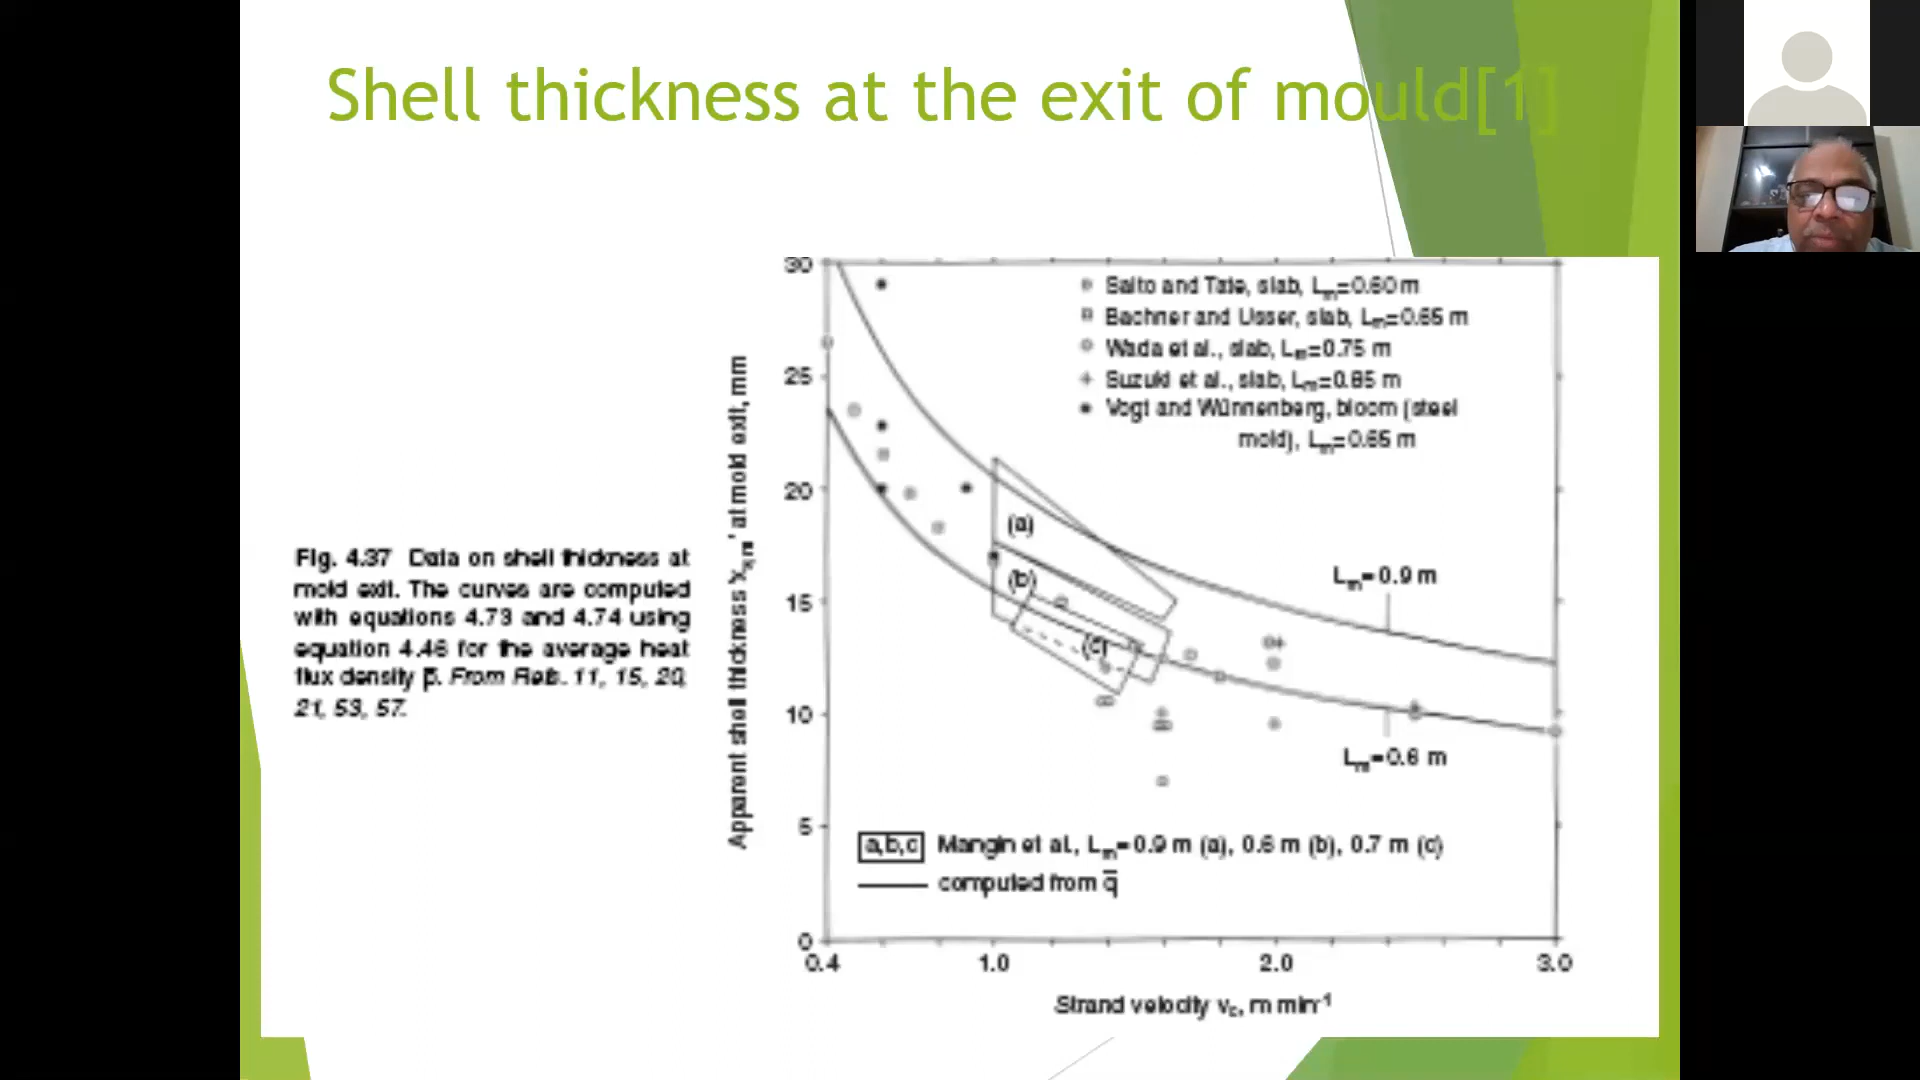 Shell thickness at the exit of mould[1]
Fig. 4.37 Data on shell thickness at
mold exit. The curves are computed
with equations 4.73 and 4.74 using
equation 4.46 for the average heat
flux density p̄. From Refs. 11, 15, 20,
21, 53, 57.
Apparent shell thickness 'x
' at mold exit, mm
30
25
20
15
10
5
0
Saito and Tate, slab, Lm=0.60 m
Bachner and Usser, slab, Lm=0.65 m
Wada et al., slab, Lm=0.75 m
Suzuki et al., slab, Lm=0.85 m
Vogt and Wünnenberg, bloom (steel
mold), Lm=0.65 m
(a)
(b)
(c)
Lm=0.9 m
Lm=0.6 m
a,b,c Mangin et al., Lm=0.9 m (a), 0.6 m (b), 0.7 m (c)
computed from q̄
0.4 1.0 2.0 3.0
Strand velocity vc, m min-1